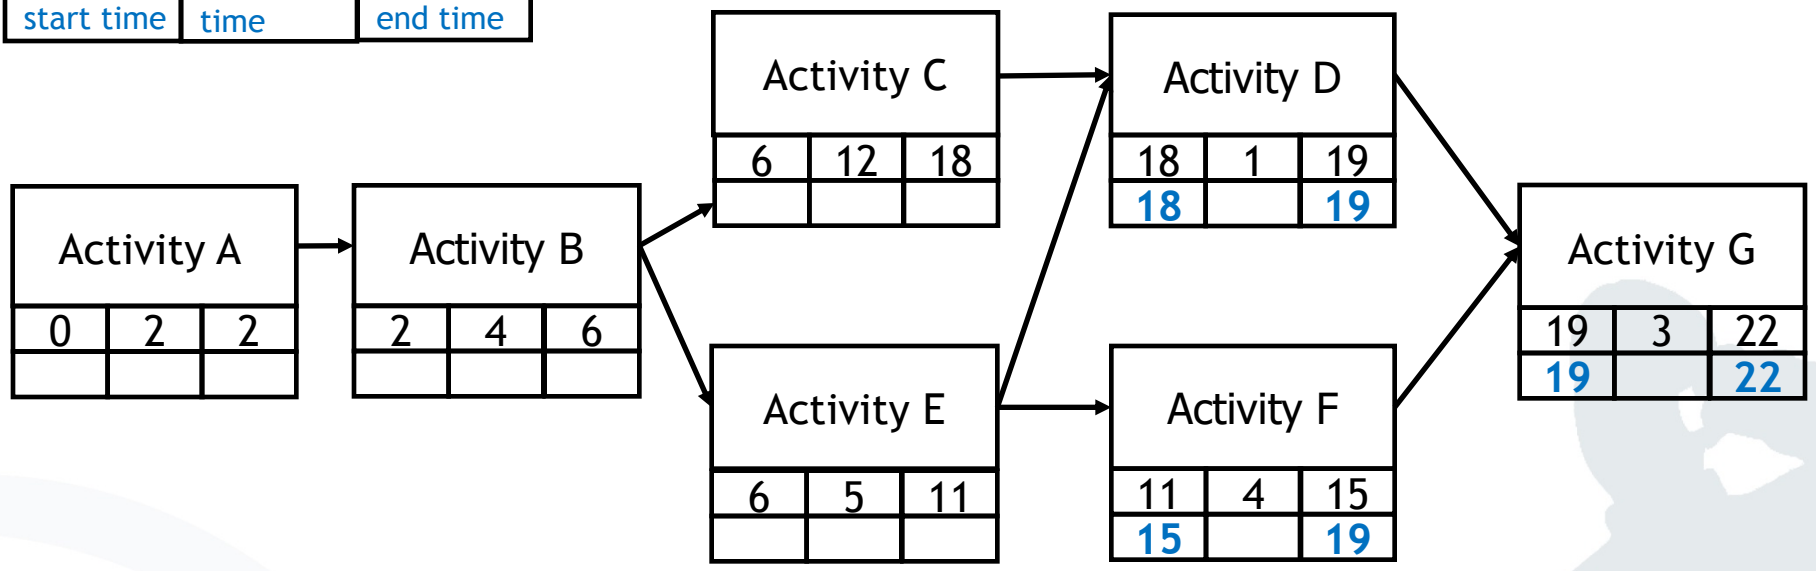 start time time end time
Activity C
6 12 18
Activity D
18 1 19
18 19
Activity A
0 2 2
Activity B
2 4 6
Activity G
19 3 22
19 22
Activity E
6 5 11
Activity F
11 4 15
15 19